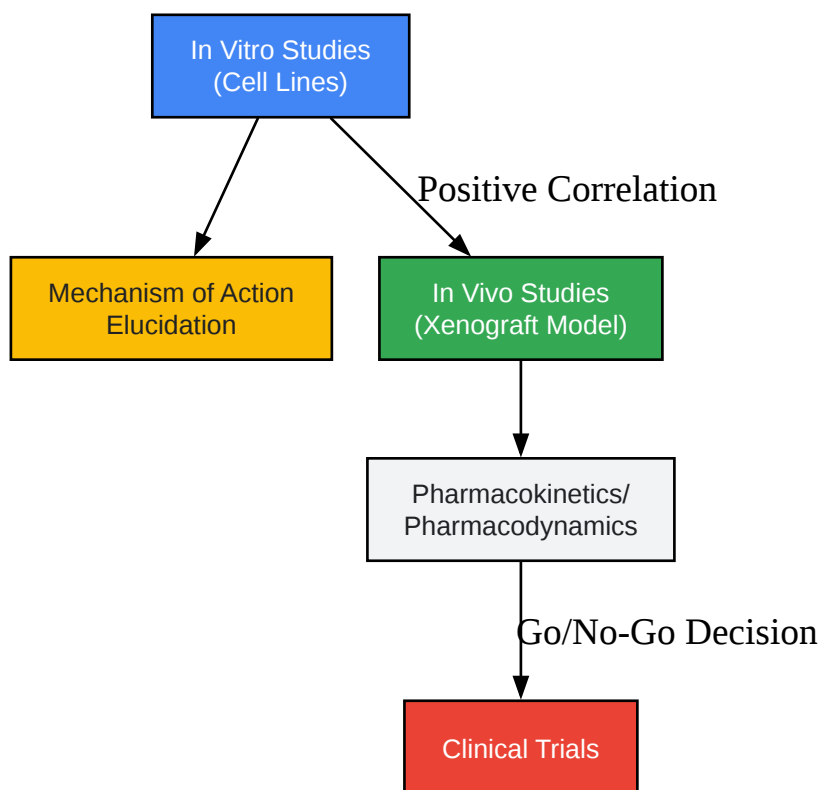 In Vitro Studies
(Cell Lines)
Positive Correlation
Mechanism of Action
Elucidation
In Vivo Studies
(Xenograft Model)
Pharmacokinetics/
Pharmacodynamics
Go/No-Go Decision
Clinical Trials